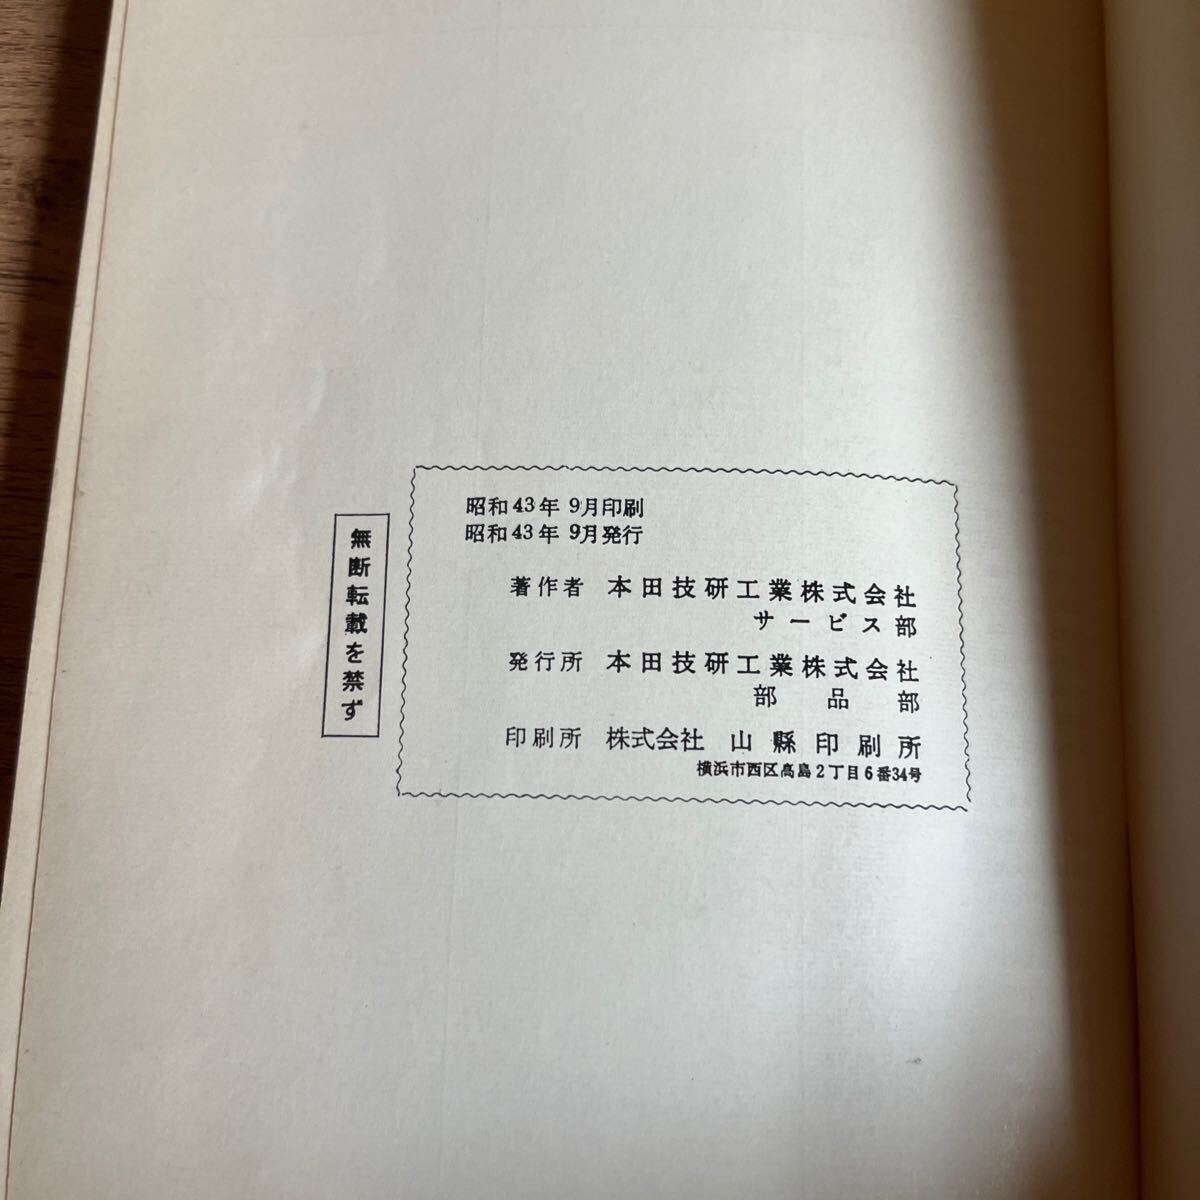 昭和43年 9月印刷
昭和43年 9月発行
著作者 本田技研工業株式会社
サービス部
発行所 本田技研工業株式会社
部品部
印刷所 株式会社 山縣印刷所
横浜市西区高島2丁目6番34号
無断転載を禁ず